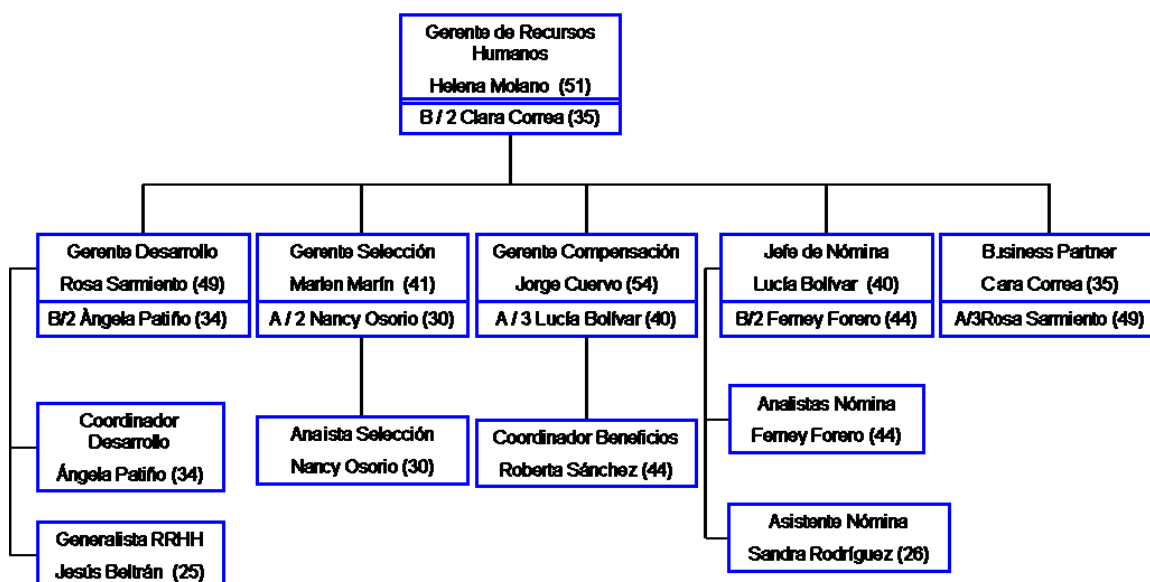 Gerente de Recursos
Humanos
Helena Molano (51)
B / 2 Clara Correa (35)
Gerente Desarrollo
Rosa Sarmiento (49)
B/2 Àngela Patiño (34)
Gerente Selección
Marlen Marín (41)
A / 2 Nancy Osorio (30)
Gerente Compensación
Jorge Cuervo (54)
A / 3 Lucía Bolívar (40)
Jefe de Nómina
Lucía Bolívar (40)
B/2 Ferney Forero (44)
Business Partner
Cara Correa (35)
A/3Rosa Sarmiento (49)
Coordinador
Desarrollo
Ángela Patiño (34)
Anaísta Selección
Nancy Osorio (30)
Coordinador Beneficios
Roberta Sánchez (44)
Analistas Nómina
Ferney Forero (44)
Generalista RRHH
Jesús Beltrán (25)
Asistente Nómina
Sandra Rodríguez (26)